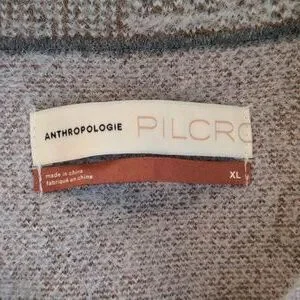 ANTHROPOLOGIE PILCRO
made in china
fabriqué en chine
XL